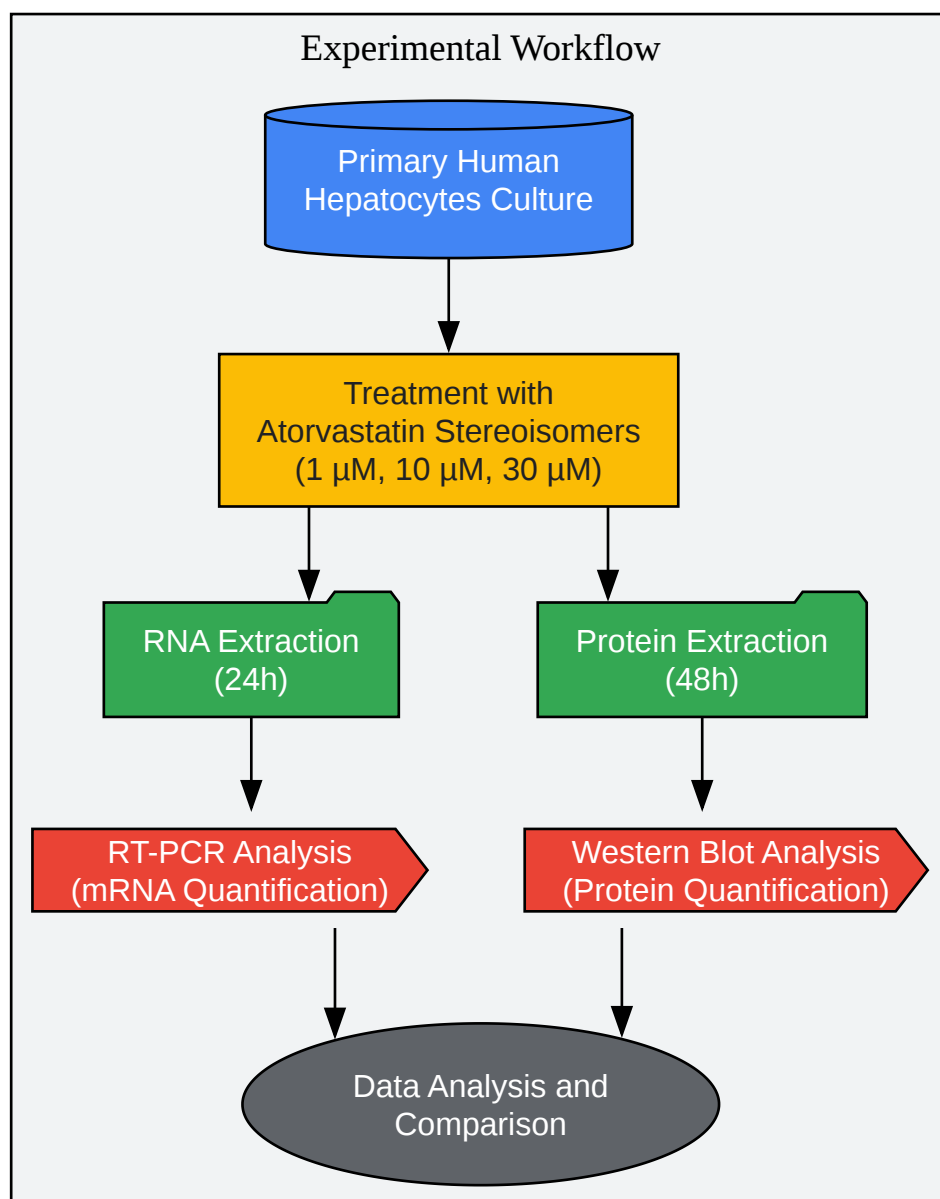 Experimental Workflow
Primary Human
Hepatocytes Culture
Treatment with
Atorvastatin Stereoisomers
(1 µM, 10 µM, 30 µM)
RNA Extraction
(24h)
Protein Extraction
(48h)
RT-PCR Analysis
(mRNA Quantification)
Western Blot Analysis
(Protein Quantification)
Data Analysis and
Comparison